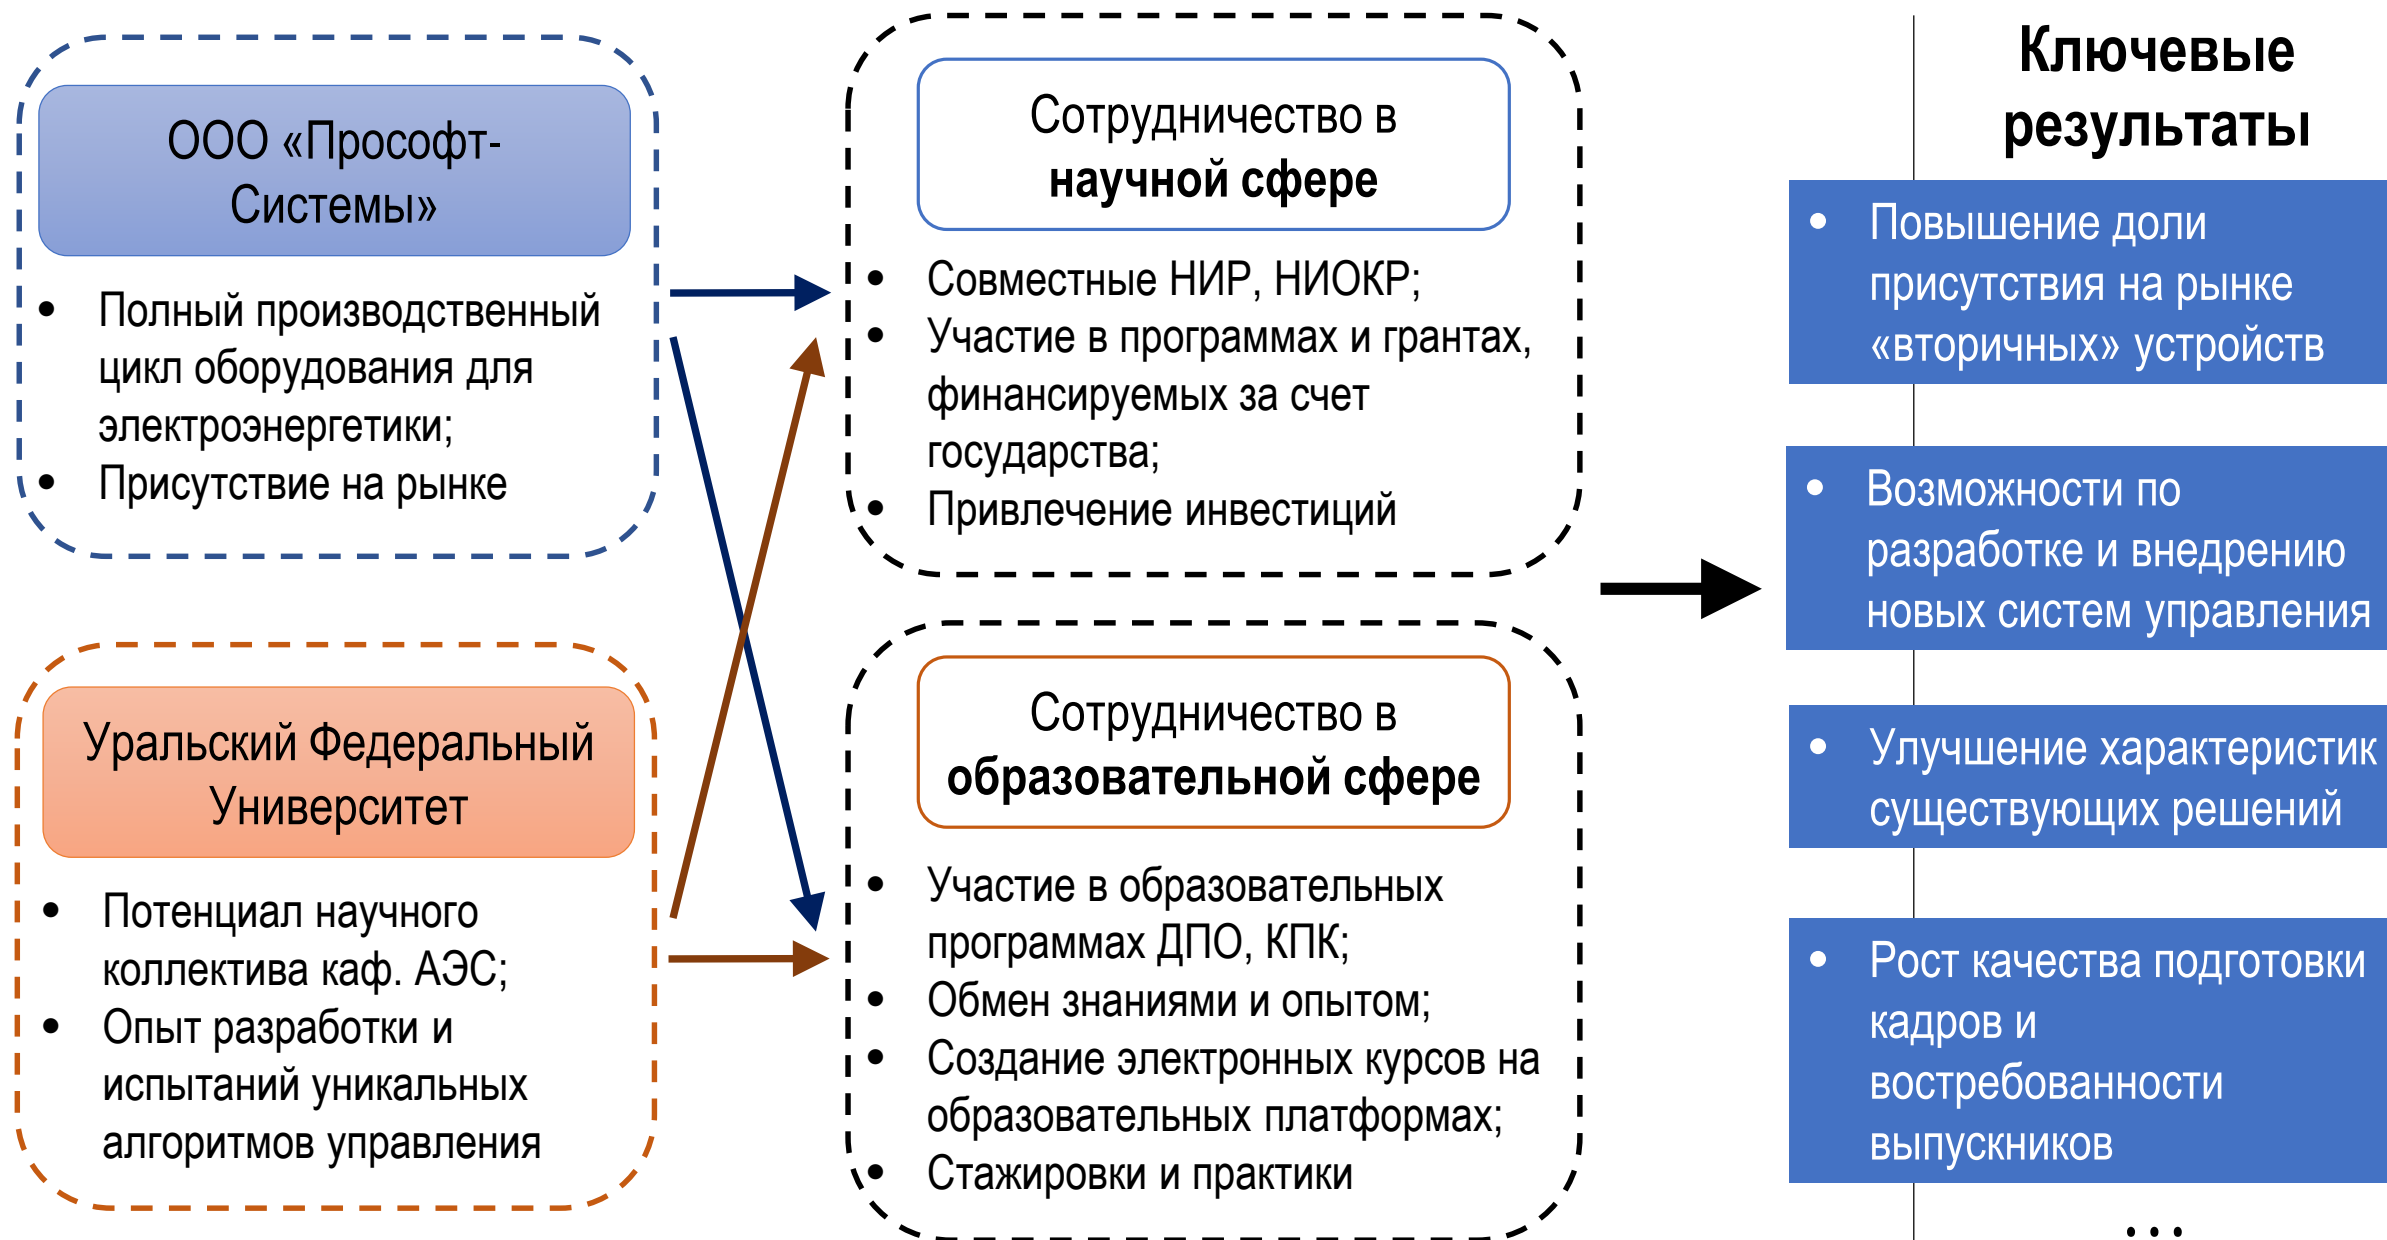 ООО «Прософт-
Системы»
• Полный производственный
цикл оборудования для
электроэнергетики;
• Присутствие на рынке
Уральский Федеральный
Университет
• Потенциал научного
коллектива каф. АЭС;
• Опыт разработки и
испытаний уникальных
алгоритмов управления
Сотрудничество в
научной сфере
• Совместные НИР, НИОКР;
• Участие в программах и грантах,
финансируемых за счет
государства;
• Привлечение инвестиций
Сотрудничество в
образовательной сфере
• Участие в образовательных
программах ДПО, КПК;
• Обмен знаниями и опытом;
• Создание электронных курсов на
образовательных платформах;
• Стажировки и практики
Ключевые
результаты
• Повышение доли
присутствия на рынке
«вторичных» устройств
• Возможности по
разработке и внедрению
новых систем управления
• Улучшение характеристик
существующих решений
• Рост качества подготовки
кадров и
востребованности
выпускников
...